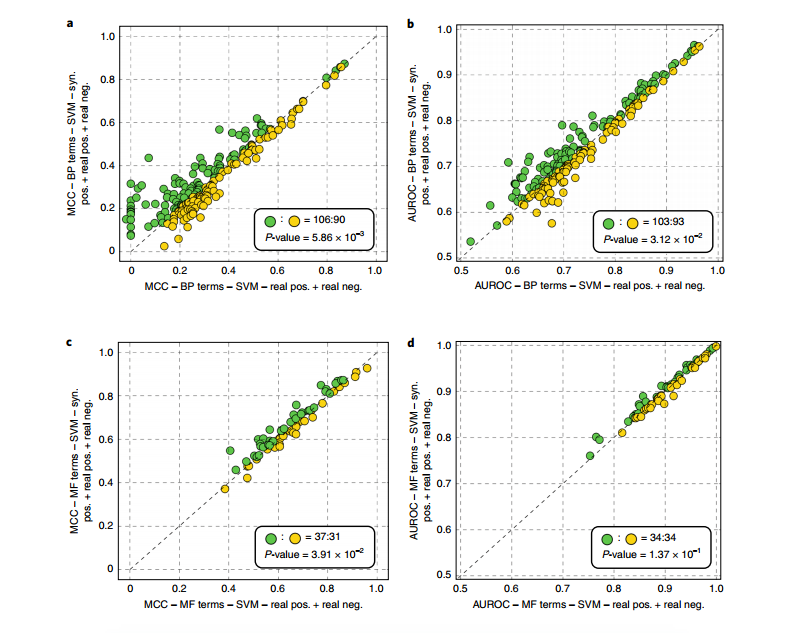 a
MCC – BP terms – SVM – syn.
pos. + real pos. + real neg.
1.0
0.8
0.6
0.4
0.2
0
0
0.2
0.4
0.6
0.8
1.0
MCC – BP terms – SVM – real pos. + real neg.
: = 106:90
P-value = 5.86 × 10⁻³
b
AUROC – BP terms – SVM – syn.
pos. + real pos. + real neg.
1.0
0.9
0.8
0.7
0.6
0.5
0.5
0.6
0.7
0.8
0.9
1.0
AUROC – BP terms – SVM – real pos. + real neg.
: = 103:93
P-value = 3.12 × 10⁻²
c
MCC – MF terms – SVM – syn.
pos. + real pos. + real neg.
1.0
0.8
0.6
0.4
0.2
0
0
0.2
0.4
0.6
0.8
1.0
MCC – MF terms – SVM – real pos. + real neg.
: = 37:31
P-value = 3.91 × 10⁻²
d
AUROC – MF terms – SVM – syn.
pos. + real pos. + real neg.
1.0
0.9
0.8
0.7
0.6
0.5
0.5
0.6
0.7
0.8
0.9
1.0
AUROC – MF terms – SVM – real pos. + real neg.
: = 34:34
P-value = 1.37 × 10⁻¹